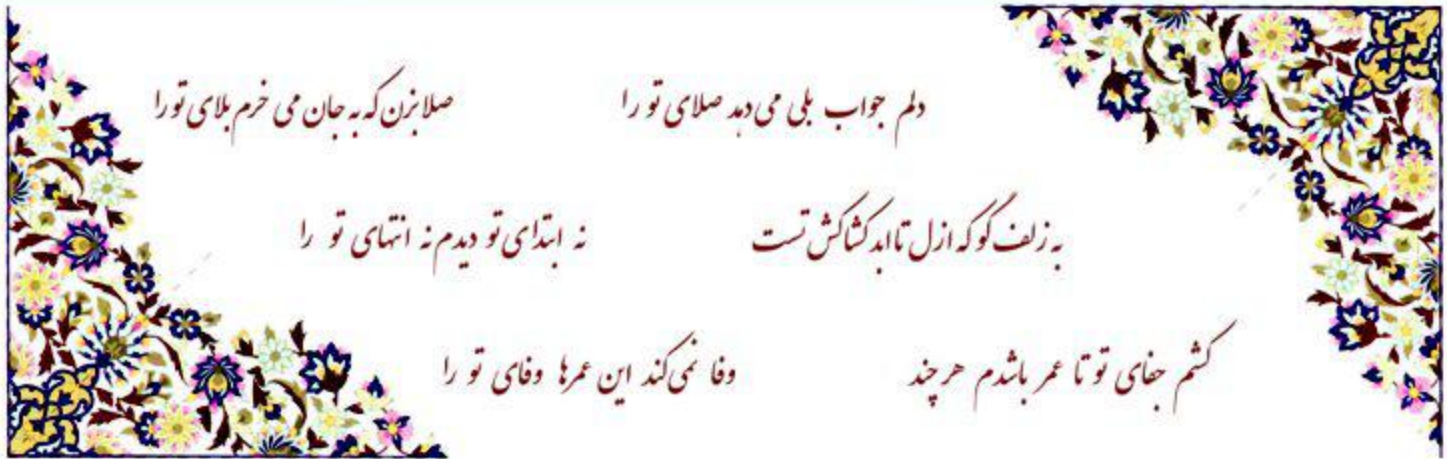 دلم جواب بلی می دهد صلای تو را صلا بزن که به جان می خرم بلای تو را
به زلف گو که ازل تا ابد کشاکش تست نه ابتدای تو دیدم نه انتهای تو را
کشم جفای تو تا عمر باشدم هر چند وفا نمی کند این عمرها وفای تو را